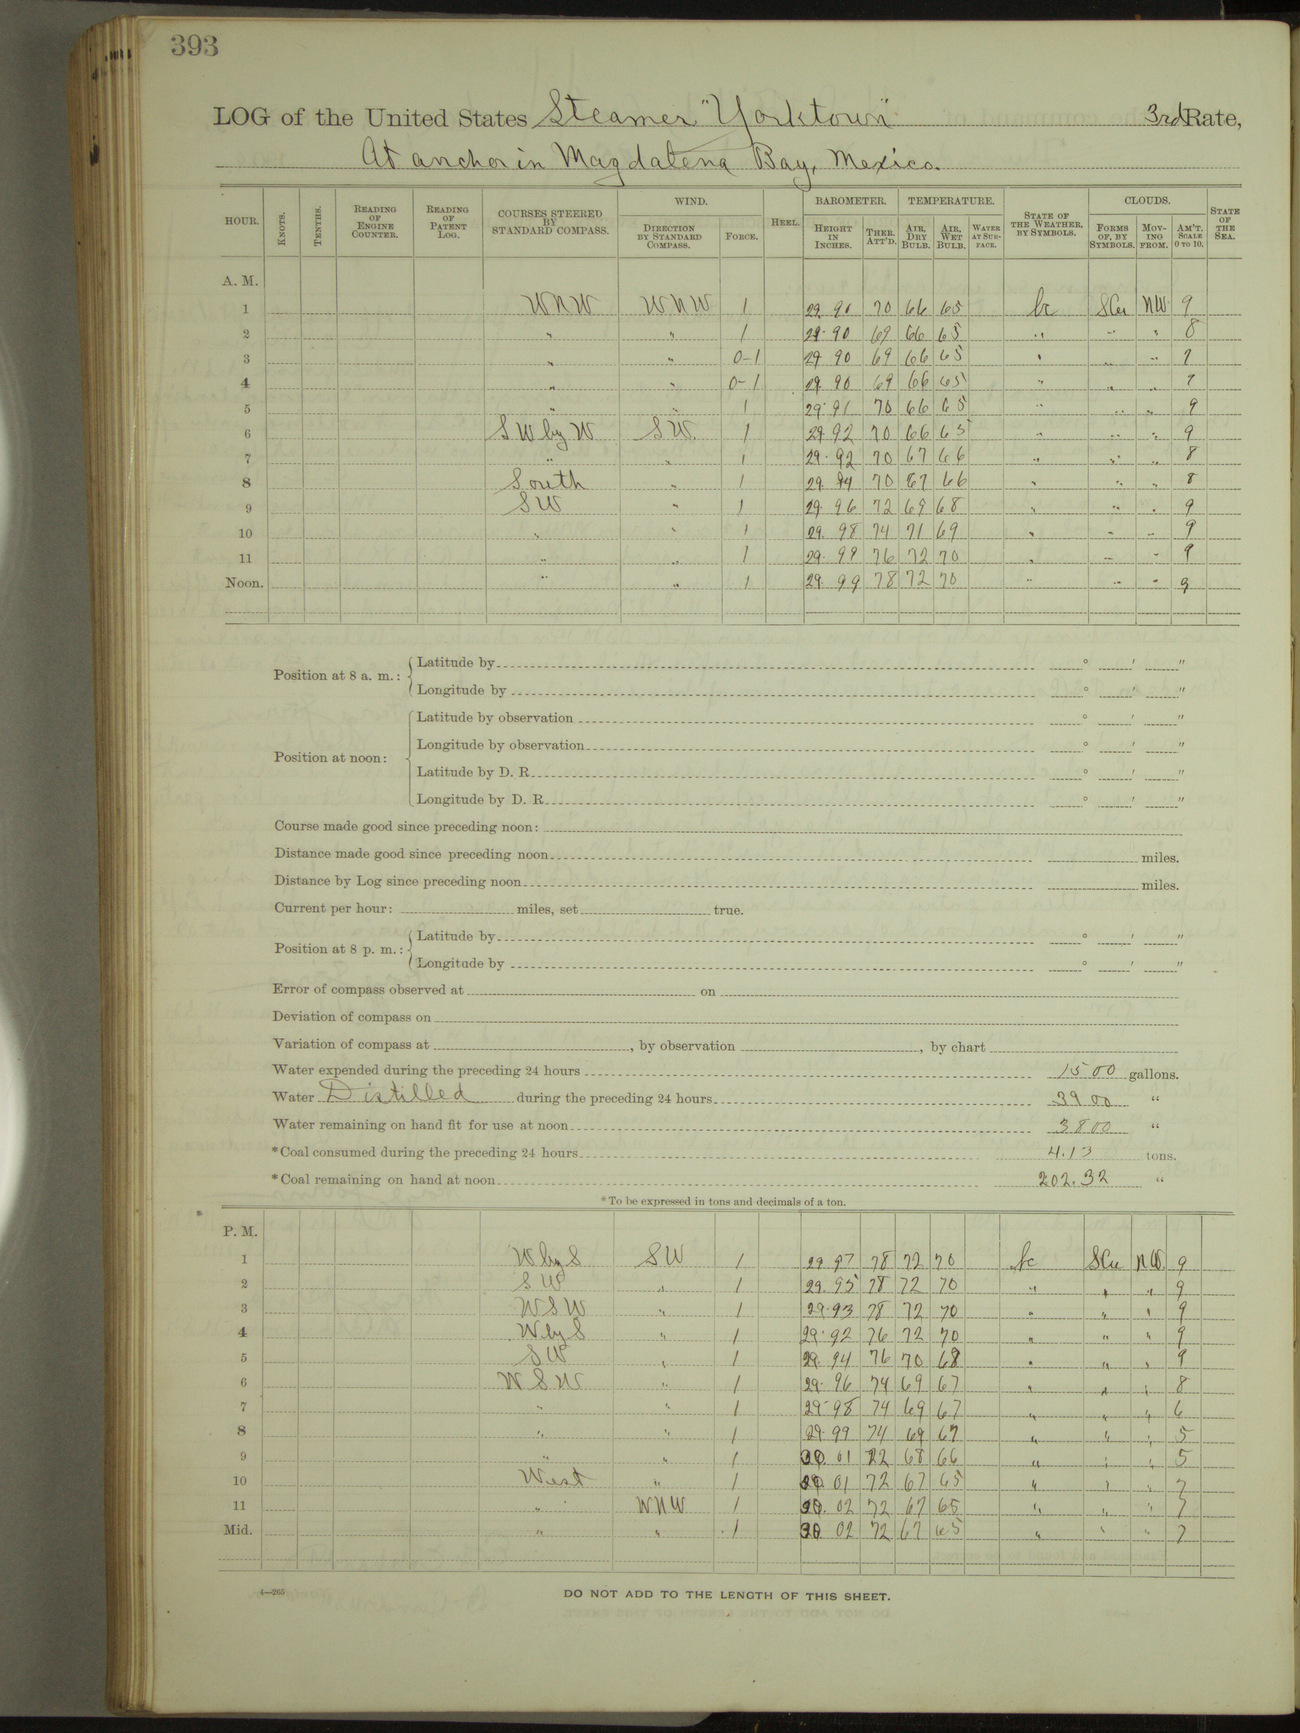 393
LOG of the United States Steamer "Yorktown" 3rd Rate,
At anchor in Magdalena Bay, Mexico.
HOUR. KNOTS. TENTHS. READING OF ENGINE COUNTER. READING OF PATENT LOG. COURSES STEERED BY STANDARD COMPASS. WIND. DIRECTION BY STANDARD COMPASS. FORCE. HEEL. BAROMETER. HEIGHT IN INCHES. THER. ATT'D. TEMPERATURE. AIR, DRY BULB. AIR, WET BULB. WATER AT SURFACE. STATE OF THE WEATHER, BY SYMBOLS. CLOUDS. FORMS OF, BY SYMBOLS. MOVING FROM. AM'T. SCALE 0 TO 10. STATE OF THE SEA.
A. M.
1 WNW WNW 1 29 90 70 66 65 bc SCu NW 9
2 " " 1 29. 90 69 66 65 " " " 8
3 " " 0-1 29 90 69 66 65 " " " 7
4 " " 0-1 29. 90 69 66 65 " " " 7
5 " " 1 29. 91 70 66 65 " " " 9
6 SW by W SW. 1 29 92 70 66 65 " " " 9
7 " " 1 29. 92 70 67 66 " " " 8
8 South " 1 29. 94 70 67 66 " " " 8
9 SW " 1 29. 96 72 69 68 " " " 9
10 " " 1 29. 98 74 71 69 " " " 9
11 " " 1 29. 99 76 72 70 " " " 9
Noon. " " 1 29. 99 78 72 70 " " " 9
Position at 8 a. m.: Latitude by ° ' "
Longitude by ° ' "
Position at noon: Latitude by observation ° ' "
Longitude by observation ° ' "
Latitude by D. R. ° ' "
Longitude by D. R. ° ' "
Course made good since preceding noon:
Distance made good since preceding noon miles.
Distance by Log since preceding noon miles.
Current per hour: miles, set true.
Position at 8 p. m.: Latitude by ° ' "
Longitude by ° ' "
Error of compass observed at on
Deviation of compass on
Variation of compass at , by observation , by chart
Water expended during the preceding 24 hours 1500 gallons.
Water Distilled during the preceding 24 hours 3900 "
Water remaining on hand fit for use at noon 3800 "
*Coal consumed during the preceding 24 hours 4.13 tons.
*Coal remaining on hand at noon 202.32 "
*To be expressed in tons and decimals of a ton.
P. M.
1 W by S SW 1 29 97 78 72 70 bc SCu NW. 9
2 SW " 1 29. 95 78 72 70 " " " 9
3 WSW " 1 29. 93 78 72 70 " " " 9
4 W by S " 1 29. 92 76 72 70 " " " 9
5 SW " 1 29. 94 76 70 68 " " " 9
6 WSW " 1 29. 96 74 69 67 " " " 8
7 " " 1 29. 98 74 69 67 " " " 6
8 " " 1 29. 99 74 69 67 " " " 5
9 " " 1 30 01 72 68 66 " " " 5
10 West " 1 30. 01 72 67 65 " " " 7
11 " WNW 1 30. 02 72 67 65 " " " 7
Mid. " " 1 30 02 72 67 65 " " " 7
4—265
DO NOT ADD TO THE LENGTH OF THIS SHEET.